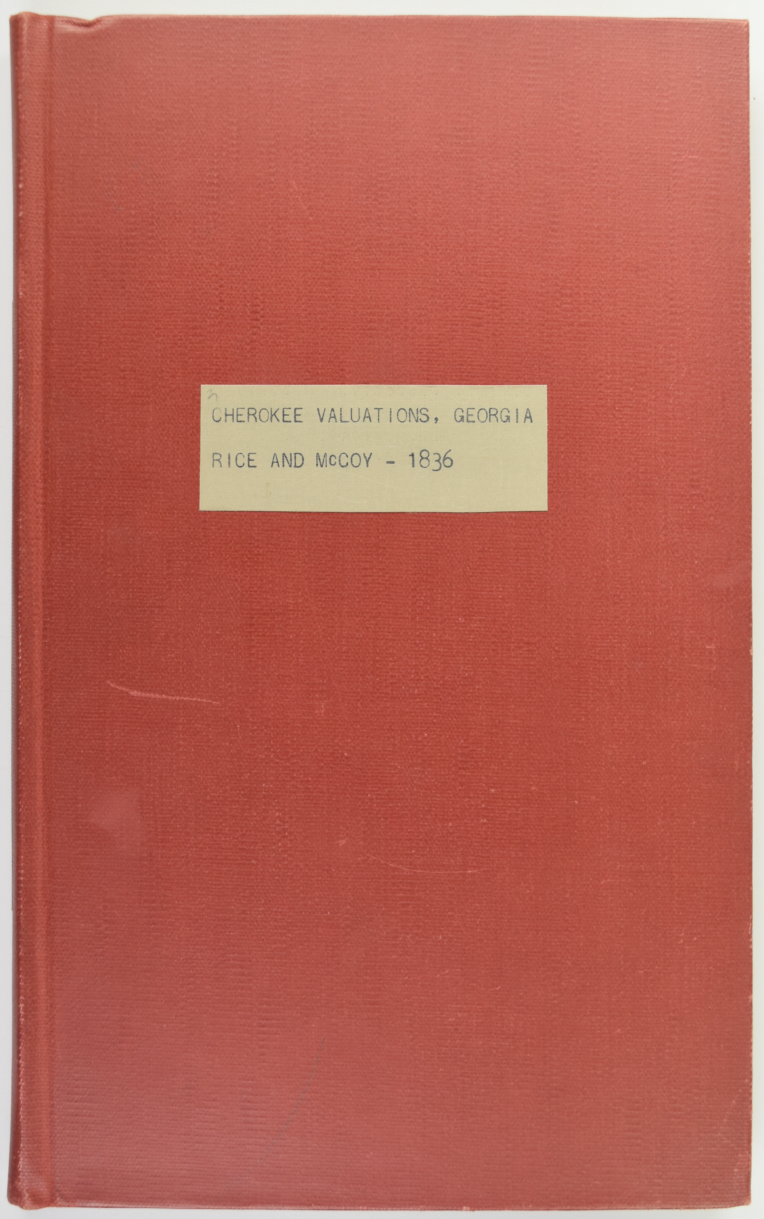 CHEROKEE VALUATIONS, GEORGIA
RICE AND McCOY - 1836